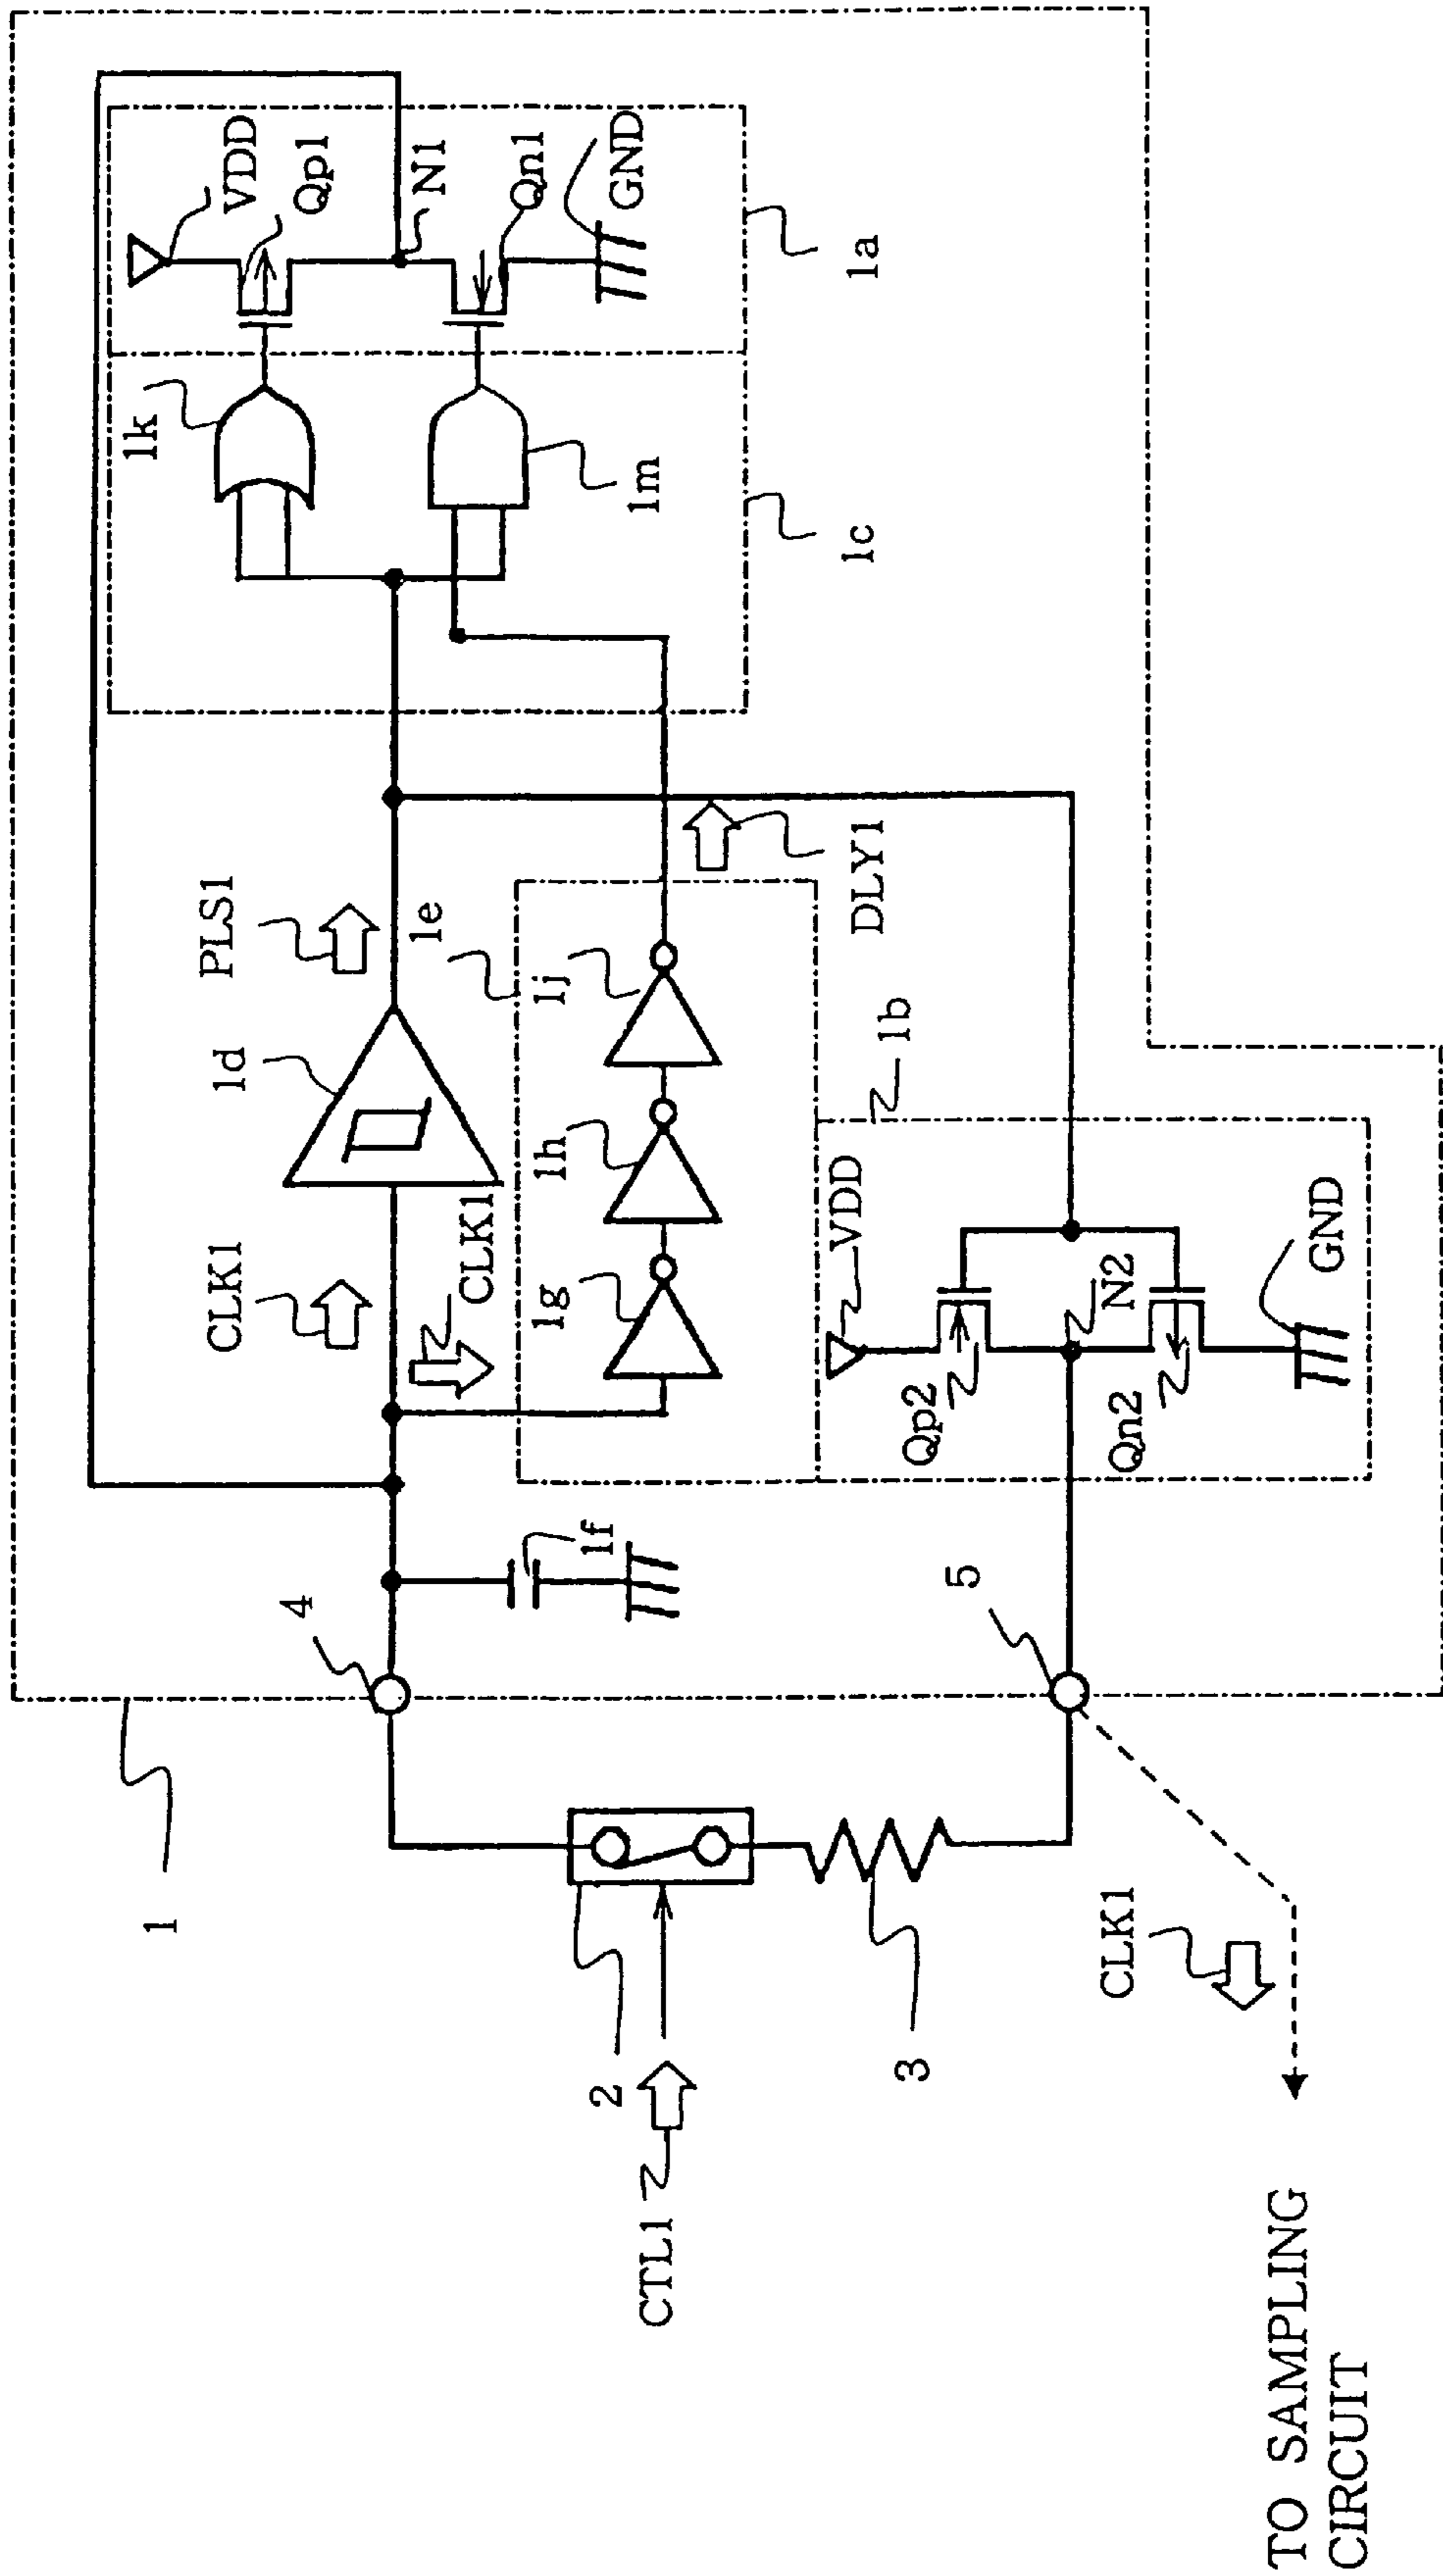 VDD
Qp1
N1
Qn1
GND
1a
1k
1m
1c
PLS1
1e
1d
1j
DLY1
1h
1b
CLK1
CLK1
1g
VDD
GND
N2
Qp2
Qn2
1f
4
5
1
2
3
CLK1
CTL1
TO SAMPLING
CIRCUIT